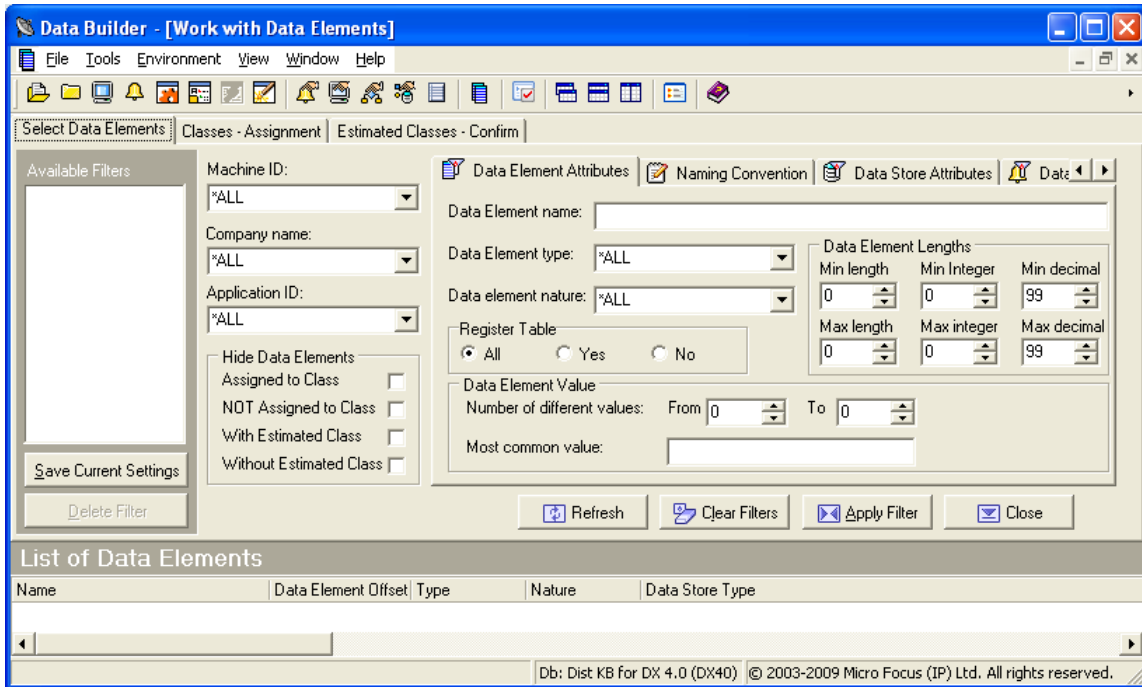 Data Builder - [Work with Data Elements]
File Tools Environment View Window Help
Select Data Elements Classes - Assignment Estimated Classes - Confirm
Available Filters
Save Current Settings
Delete Filter
Machine ID:
*ALL
Company name:
*ALL
Application ID:
*ALL
Hide Data Elements
Assigned to Class
NOT Assigned to Class
With Estimated Class
Without Estimated Class
Data Element Attributes Naming Convention Data Store Attributes Data
Data Element name:
Data Element type: *ALL
Data element nature: *ALL
Register Table
All Yes No
Data Element Lengths
Min length Min Integer Min decimal
0 0 99
Max length Max integer Max decimal
0 0 99
Data Element Value
Number of different values: From 0 To 0
Most common value:
Refresh Clear Filters Apply Filter Close
List of Data Elements
Name Data Element Offset Type Nature Data Store Type
Db: Dist KB for DX 4.0 (DX40) © 2003-2009 Micro Focus (IP) Ltd. All rights reserved.